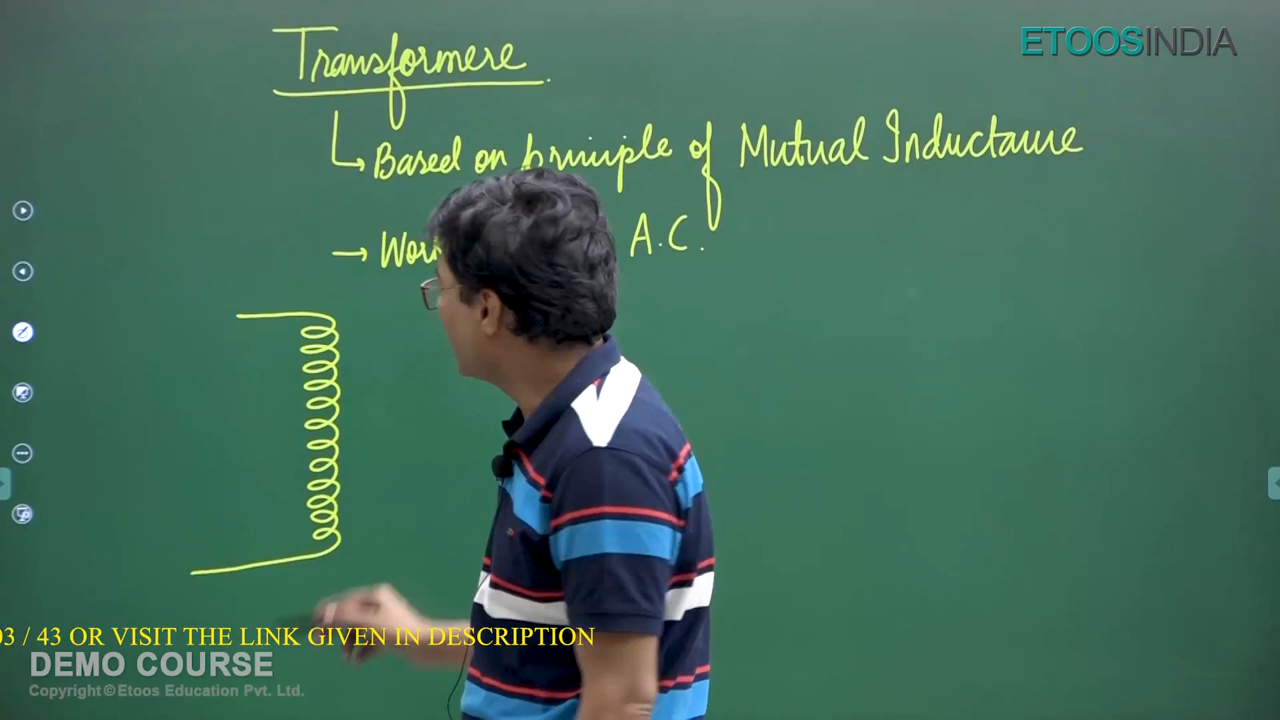 ETOOSINDIA
Transformere
Based on principle of Mutual Inductance
→ Wor A.C.
03 / 43 OR VISIT THE LINK GIVEN IN DESCRIPTION
DEMO COURSE
Copyright © Etoos Education Pvt. Ltd.